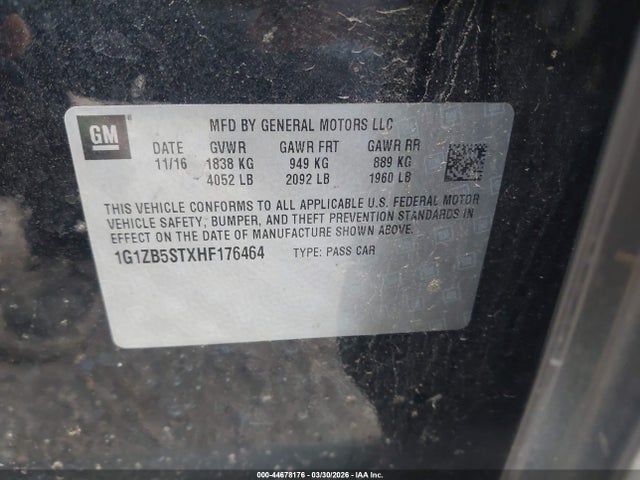 GM
MFD BY GENERAL MOTORS LLC
DATE GVWR GAWR FRT GAWR RR
11/16 1838 KG 949 KG 889 KG
4052 LB 2092 LB 1960 LB
THIS VEHICLE CONFORMS TO ALL APPLICABLE U.S. FEDERAL MOTOR
VEHICLE SAFETY, BUMPER, AND THEFT PREVENTION STANDARDS IN
EFFECT ON THE DATE OF MANUFACTURE SHOWN ABOVE.
1G1ZB5STXHF176464 TYPE: PASS CAR
000-44678176 - 03/30/2026 - IAA Inc.